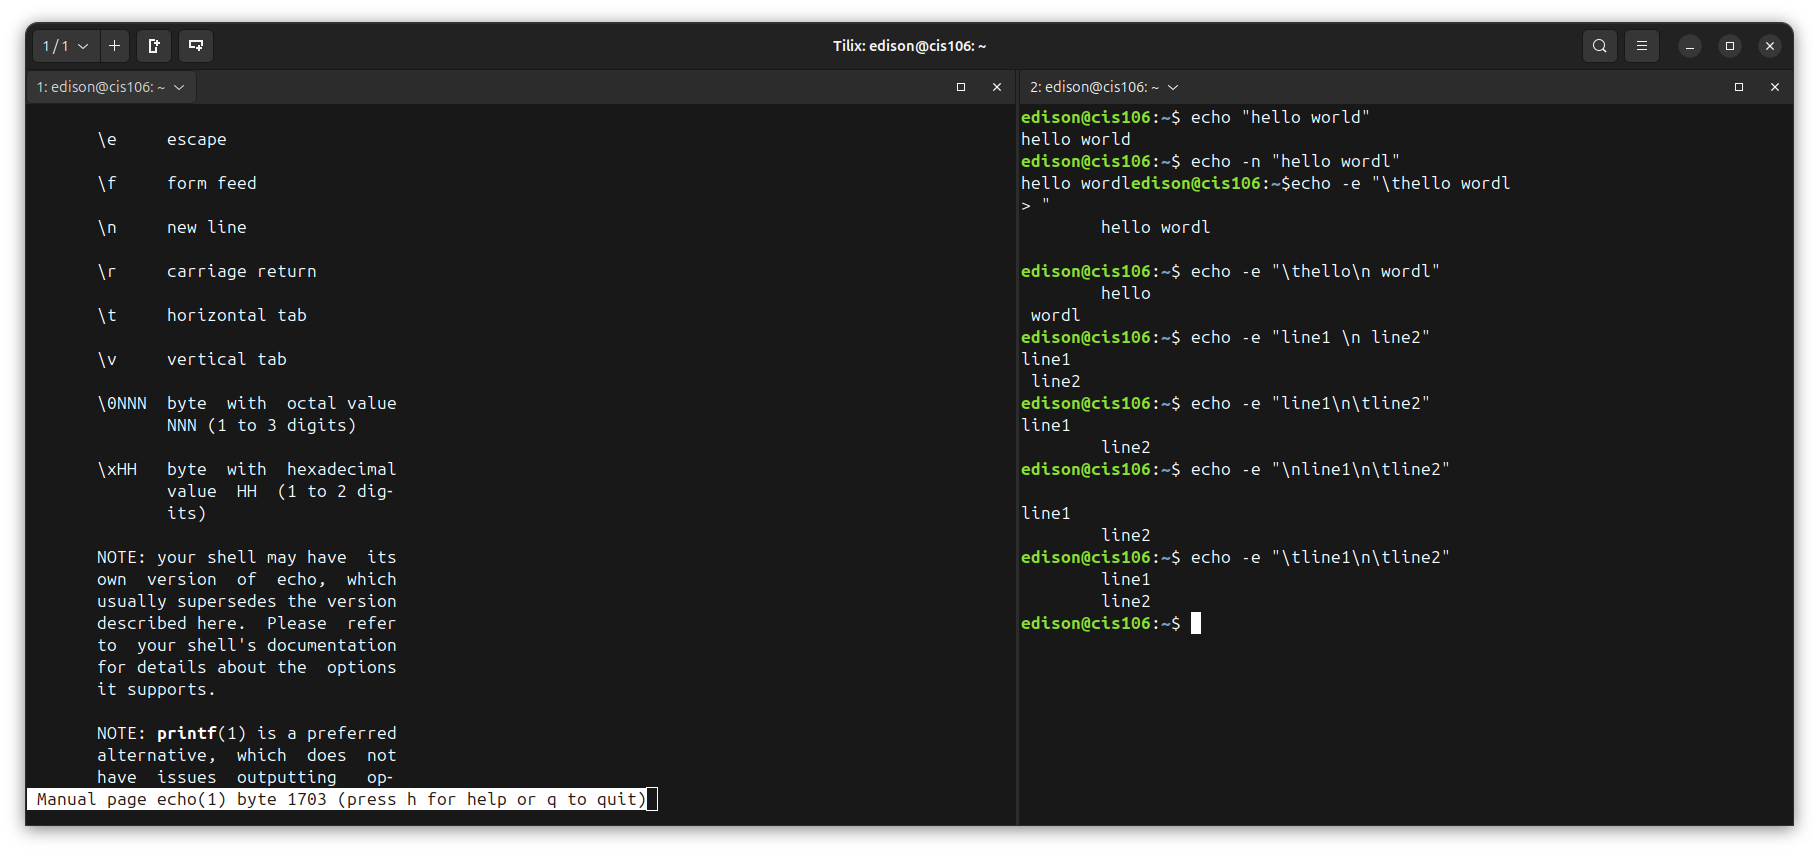 1 / 1
Tilix: edison@cis106: ~
1: edison@cis106: ~
\e     escape
\f     form feed
\n     new line
\r     carriage return
\t     horizontal tab
\v     vertical tab
\0NNN  byte  with  octal value
       NNN (1 to 3 digits)
\xHH   byte  with  hexadecimal
       value  HH  (1 to 2 dig-
       its)
NOTE: your shell may have  its
own  version  of  echo,  which
usually supersedes the version
described here.  Please  refer
to  your shell's documentation
for details about the  options
it supports.
NOTE: printf(1) is a preferred
alternative,  which  does  not
have  issues  outputting   op-
Manual page echo(1) byte 1703 (press h for help or q to quit)
2: edison@cis106: ~
edison@cis106:~$ echo "hello world"
hello world
edison@cis106:~$ echo -n "hello wordl"
hello wordledison@cis106:~$echo -e "\thello wordl
> "
        hello wordl
edison@cis106:~$ echo -e "\thello\n wordl"
        hello
 wordl
edison@cis106:~$ echo -e "line1 \n line2"
line1
 line2
edison@cis106:~$ echo -e "line1\n\tline2"
line1
        line2
edison@cis106:~$ echo -e "\nline1\n\tline2"
line1
        line2
edison@cis106:~$ echo -e "\tline1\n\tline2"
        line1
        line2
edison@cis106:~$